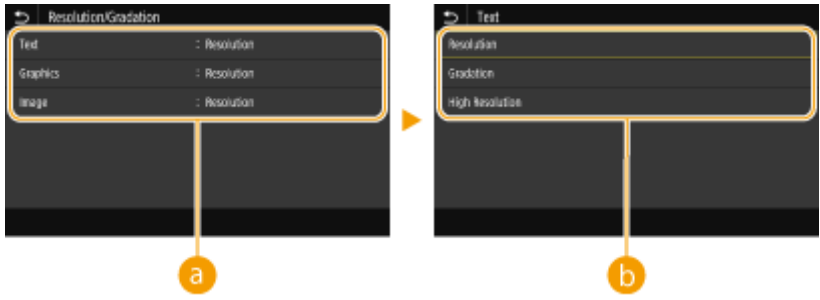 Resolution/Gradation
Text : Resolution
Graphics : Resolution
Image : Resolution
a
Text
Resolution
Gradation
High Resolution
b